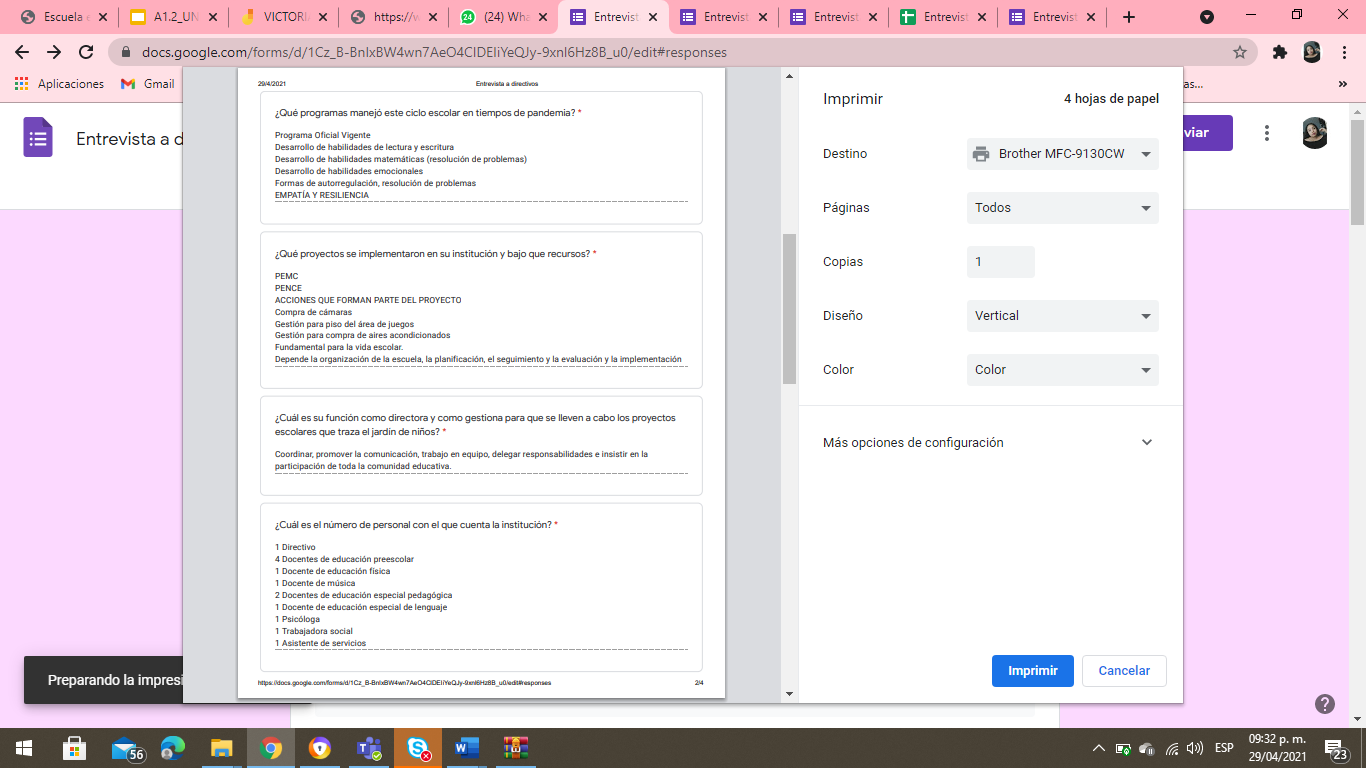 Escuela e
A1.2_UN
VICTORI
https://v
(24) Wha
Entrevist
Entrevist
Entrevist
Entrevist
Entrevist
docs.google.com/forms/d/1Cz_B-BnIxBW4wn7AeO4CIDEIiYeQJy-9xnI6Hz8B_u0/edit#responses
Aplicaciones
Gmail
as...
Entrevista a d
viar
29/4/2021
Entrevista a directivos
¿Qué programas manejó este ciclo escolar en tiempos de pandemia? *
Programa Oficial Vigente
Desarrollo de habilidades de lectura y escritura
Desarrollo de habilidades matemáticas (resolución de problemas)
Desarrollo de habilidades emocionales
Formas de autorregulación, resolución de problemas
EMPATÍA Y RESILIENCIA
¿Qué proyectos se implementaron en su institución y bajo que recursos? *
PEMC
PENCE
ACCIONES QUE FORMAN PARTE DEL PROYECTO
Compra de cámaras
Gestión para piso del área de juegos
Gestión para compra de aires acondicionados
Fundamental para la vida escolar.
Depende la organización de la escuela, la planificación, el seguimiento y la evaluación y la implementación
¿Cuál es su función como directora y como gestiona para que se lleven a cabo los proyectos
escolares que traza el jardín de niños? *
Coordinar, promover la comunicación, trabajo en equipo, delegar responsabilidades e insistir en la
participación de toda la comunidad educativa.
¿Cuál es el número de personal con el que cuenta la institución? *
1 Directivo
4 Docentes de educación preescolar
1 Docente de educación física
1 Docente de música
2 Docentes de educación especial pedagógica
1 Docente de educación especial de lenguaje
1 Psicóloga
1 Trabajadora social
1 Asistente de servicios
https://docs.google.com/forms/d/1Cz_B-BnIxBW4wn7AeO4CIDEIiYeQJy-9xnI6Hz8B_u0/edit#responses
2/4
Imprimir
4 hojas de papel
Destino
Brother MFC-9130CW
Páginas
Todos
Copias
1
Diseño
Vertical
Color
Color
Más opciones de configuración
Imprimir
Cancelar
Preparando la impresi
56
ESP
09:32 p. m.
29/04/2021
23